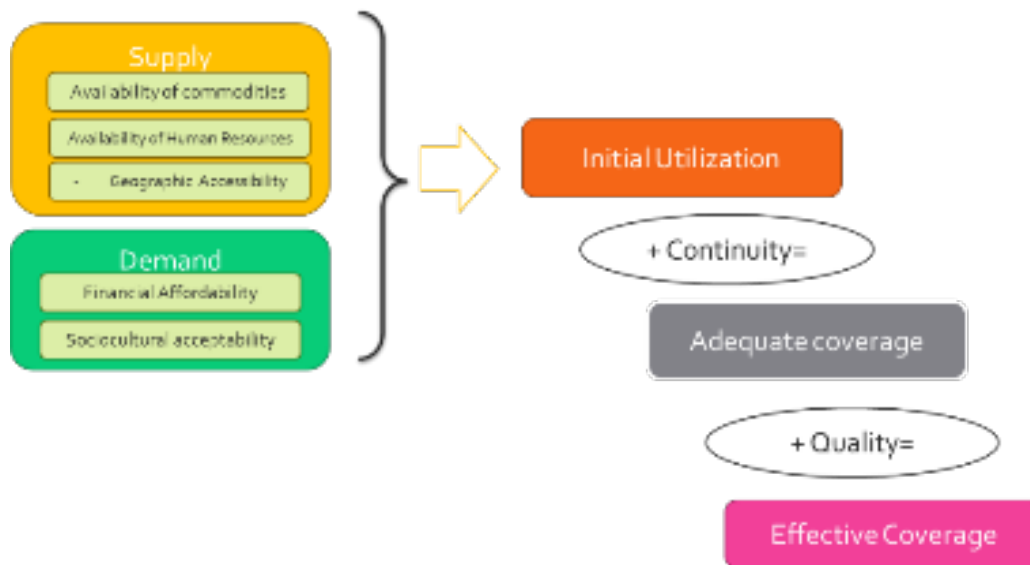 Supply
Availability of commodities
Availability of Human Resources
- Geographic Accessibility
Demand
Financial Affordability
Sociocultural acceptability
Initial Utilization
+ Continuity=
Adequate coverage
+ Quality=
Effective Coverage